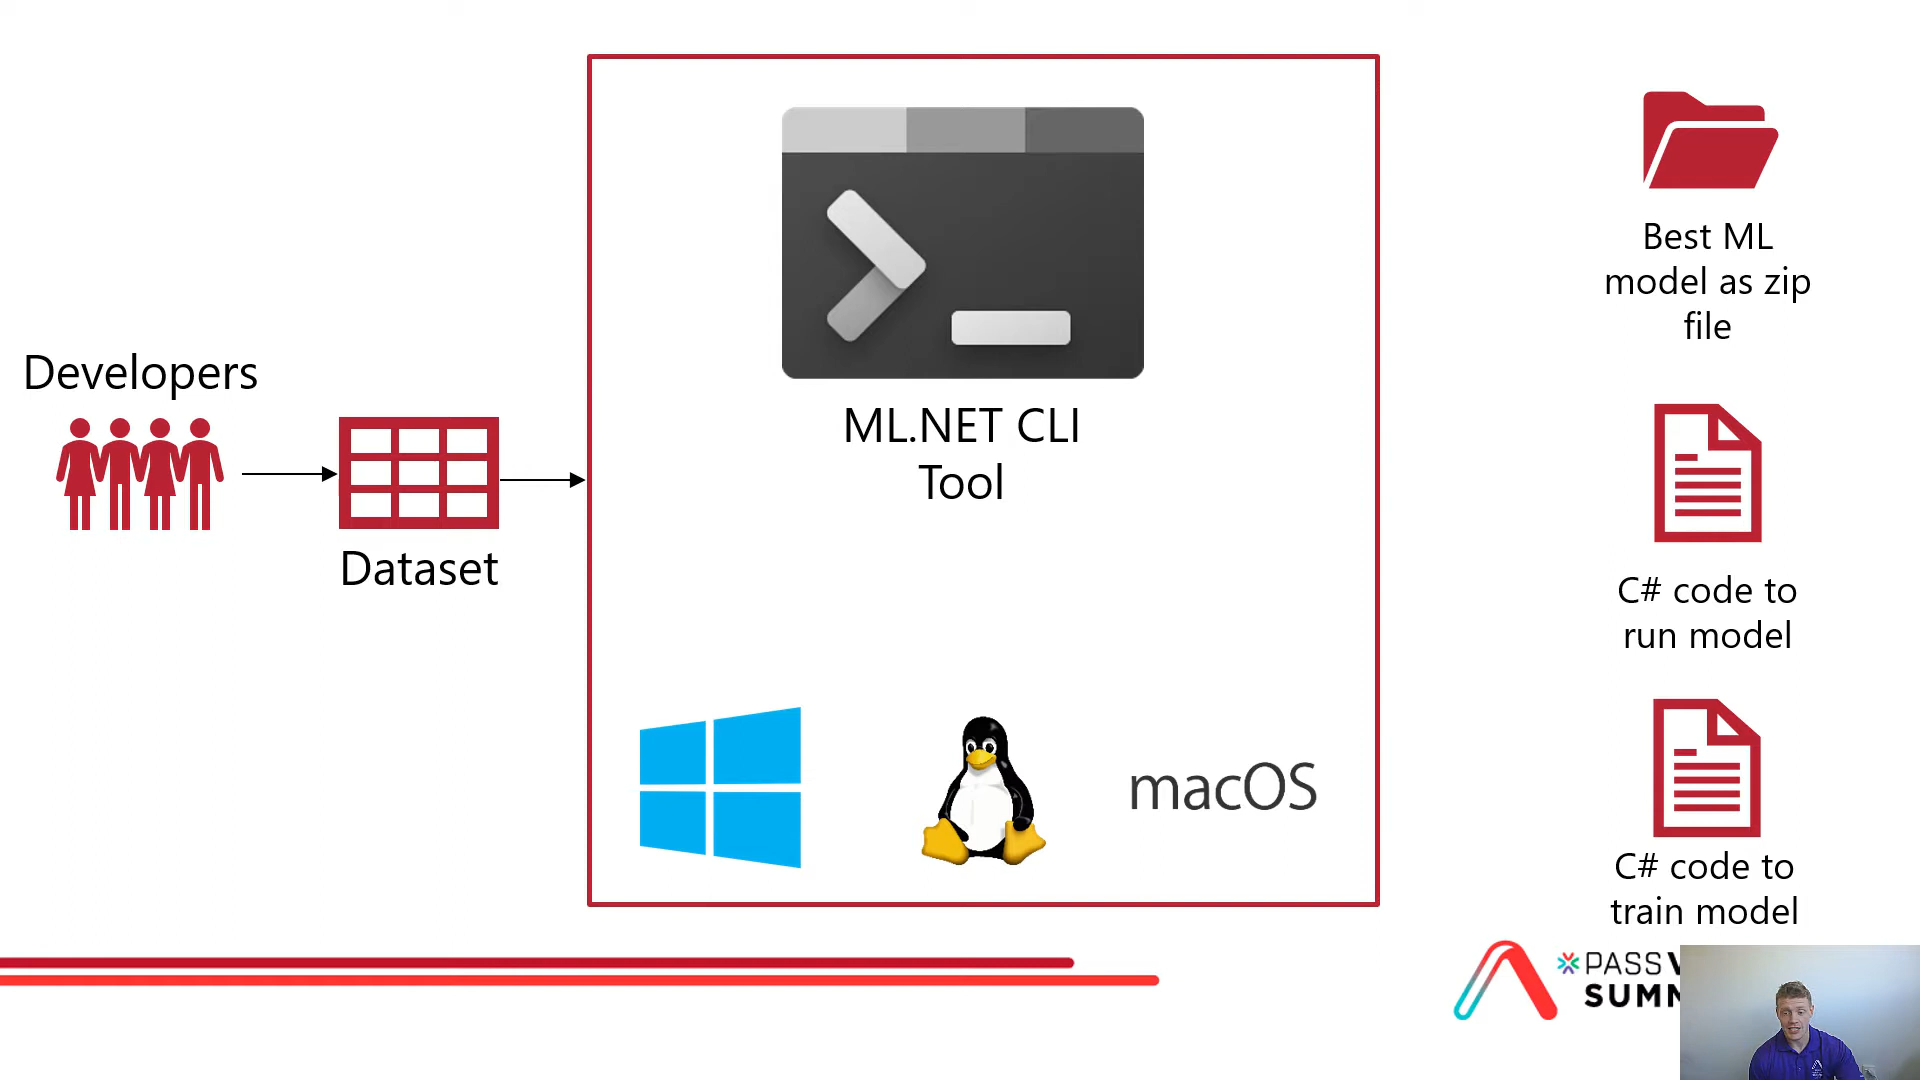 Developers
Dataset
ML.NET CLI
Tool
macOS
Best ML
model as zip
file
C# code to
run model
C# code to
train model
PASS